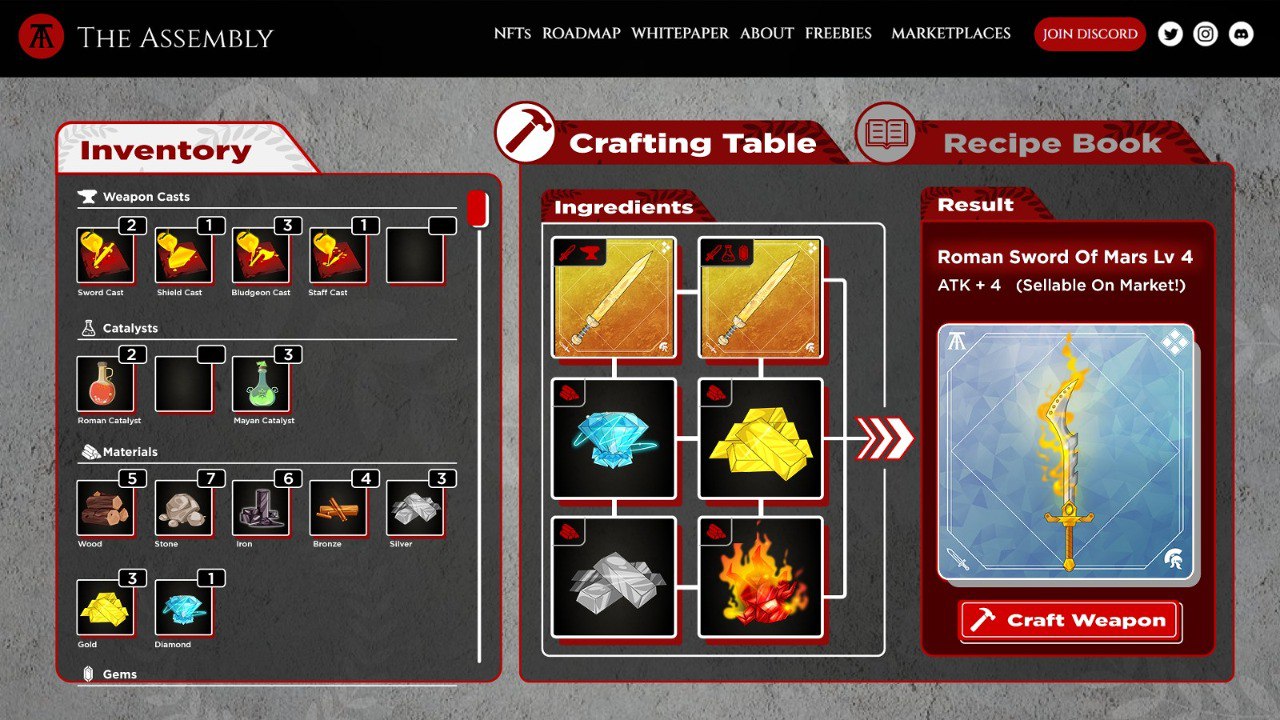 THE ASSEMBLY
NFTs ROADMAP WHITEPAPER ABOUT FREEBIES MARKETPLACES JOIN DISCORD
Inventory
Weapon Casts
2 1 3 1
Sword Cast Shield Cast Bludgeon Cast Staff Cast
Catalysts
2 3
Roman Catalyst Mayan Catalyst
Materials
5 7 6 4 3
Wood Stone Iron Bronze Silver
3 1
Gold Diamond
Gems
Crafting Table
Recipe Book
Ingredients
Result
Roman Sword Of Mars Lv 4
ATK + 4 (Sellable On Market!)
Craft Weapon